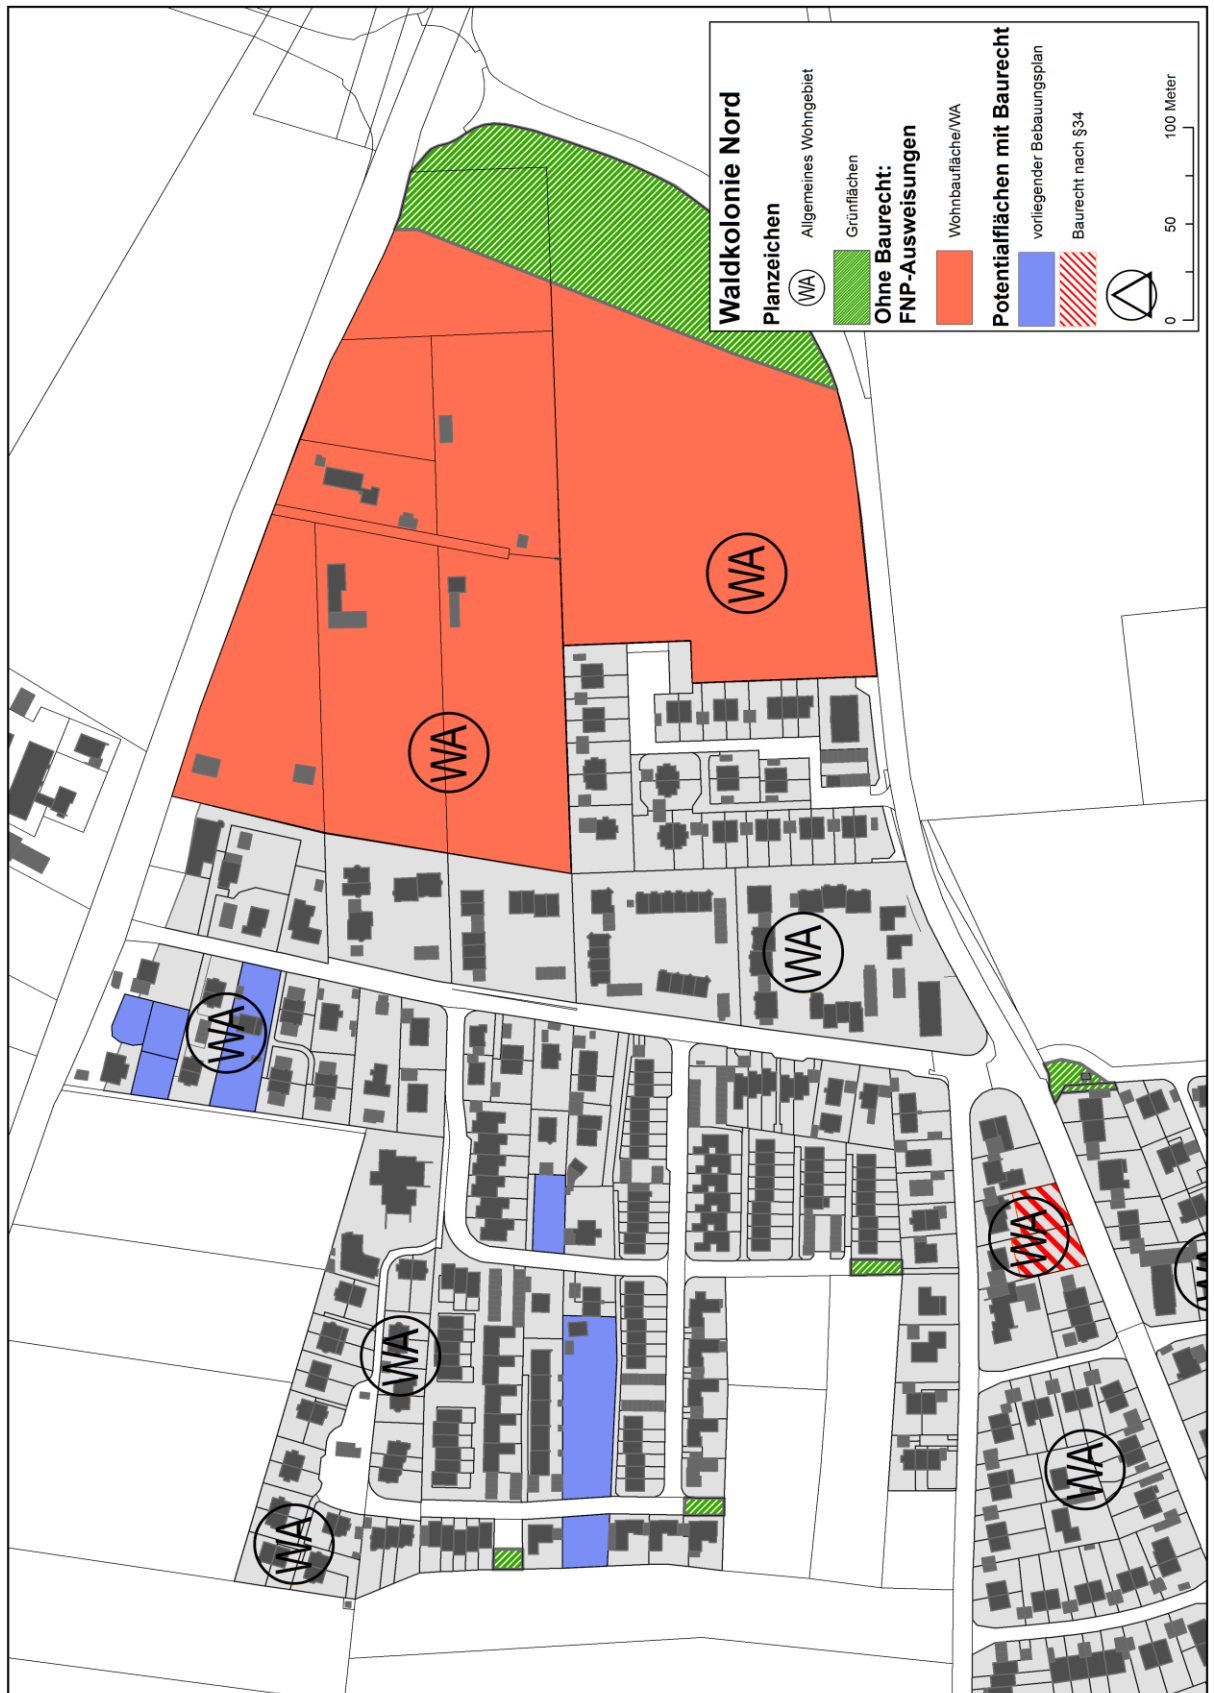 Waldkolonie Nord
Planzeichen
WA
Allgemeines Wohngebiet
Grünflächen
Ohne Baurecht:
FNP-Ausweisungen
Wohnbaufläche/WA
Potentialflächen mit Baurecht
vorliegender Bebauungsplan
Baurecht nach §34
0
50
100 Meter
WA
WA
WA
WA
WA
WA
WA
WA
WA